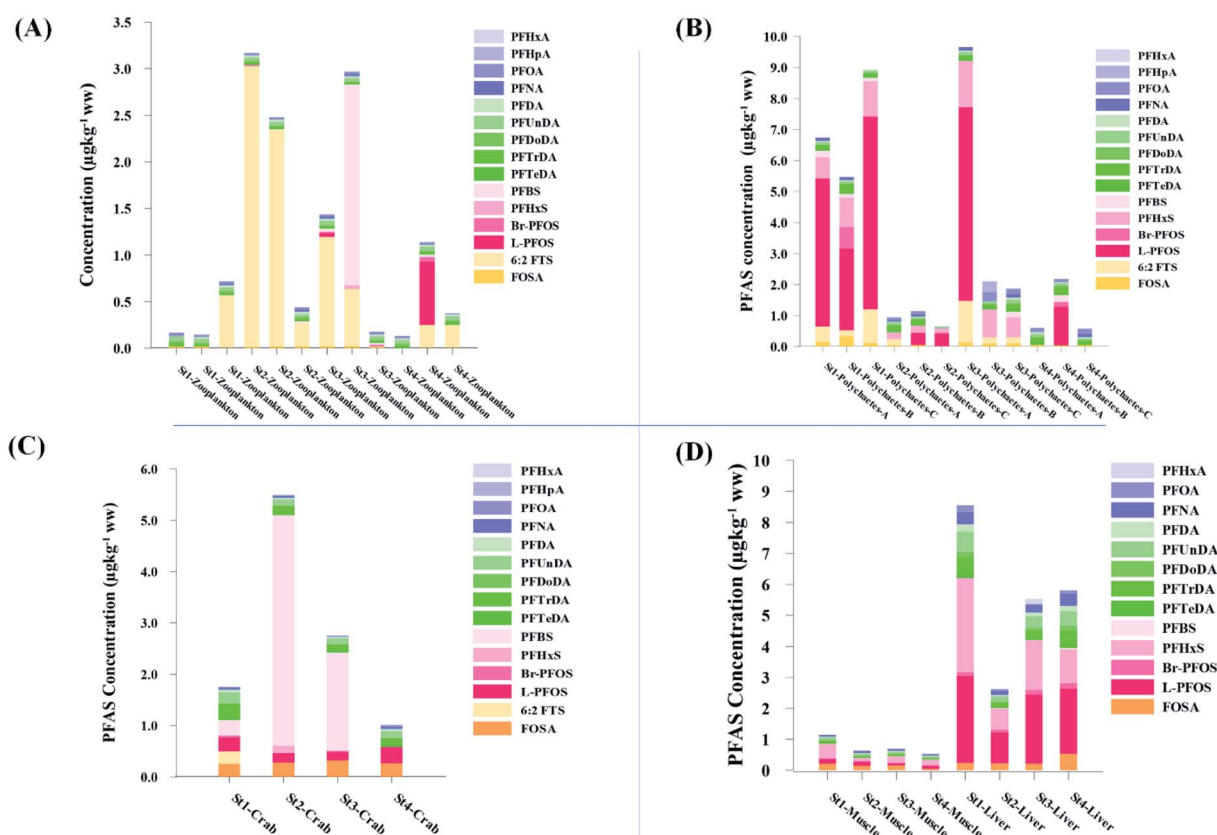 (A)
Concentration (µgkg⁻¹ ww)
3.5
3.0
2.5
2.0
1.5
1.0
0.5
0.0
St1-Zooplankton
St1-Zooplankton
St1-Zooplankton
St2-Zooplankton
St2-Zooplankton
St2-Zooplankton
St3-Zooplankton
St3-Zooplankton
St3-Zooplankton
St4-Zooplankton
St4-Zooplankton
St4-Zooplankton
PFHxA
PFHpA
PFOA
PFNA
PFDA
PFUnDA
PFDoDA
PFTrDA
PFTeDA
PFBS
PFHxS
Br-PFOS
L-PFOS
6:2 FTS
FOSA
(B)
PFAS concentration (µgkg⁻¹ ww)
10.0
9.0
8.0
7.0
6.0
5.0
4.0
3.0
2.0
1.0
0.0
St1-Polychaetes-A
St1-Polychaetes-B
St1-Polychaetes-C
St2-Polychaetes-A
St2-Polychaetes-B
St2-Polychaetes-C
St3-Polychaetes-A
St3-Polychaetes-B
St3-Polychaetes-C
St4-Polychaetes-A
St4-Polychaetes-B
St4-Polychaetes-C
PFHxA
PFHpA
PFOA
PFNA
PFDA
PFUnDA
PFDoDA
PFTrDA
PFTeDA
PFBS
PFHxS
Br-PFOS
L-PFOS
6:2 FTS
FOSA
(C)
PFAS Concentration (µgkg⁻¹ ww)
6.0
5.0
4.0
3.0
2.0
1.0
0.0
St1-Crab
St2-Crab
St3-Crab
St4-Crab
PFHxA
PFHpA
PFOA
PFNA
PFDA
PFUnDA
PFDoDA
PFTrDA
PFTeDA
PFBS
PFHxS
Br-PFOS
L-PFOS
6:2 FTS
FOSA
(D)
PFAS Concentration (µgkg⁻¹ ww)
10
9
8
7
6
5
4
3
2
1
0
St1-Muscle
St2-Muscle
St3-Muscle
St4-Muscle
St1-Liver
St2-Liver
St3-Liver
St4-Liver
PFHxA
PFOA
PFNA
PFDA
PFUnDA
PFDoDA
PFTrDA
PFTeDA
PFBS
PFHxS
Br-PFOS
L-PFOS
FOSA